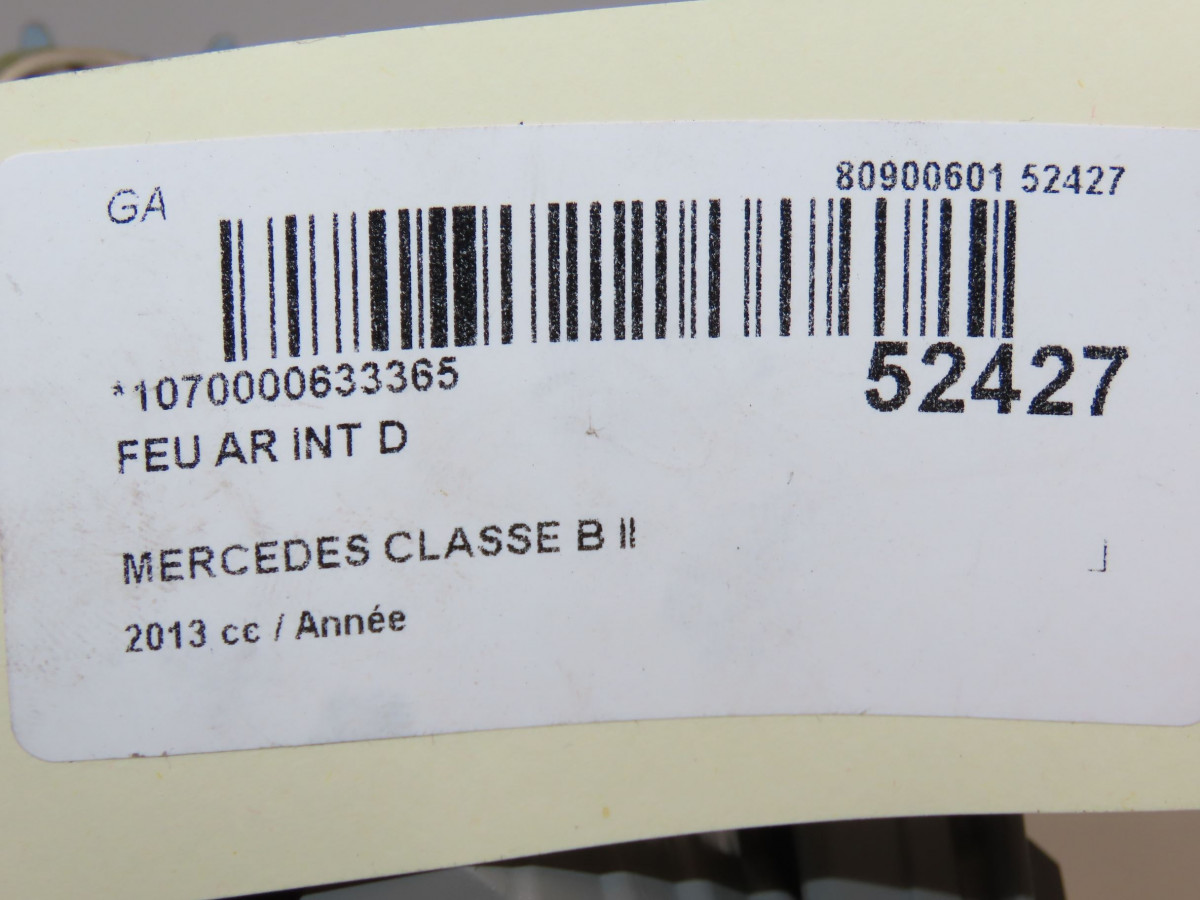 GA
80900601 52427
*1070000633365
52427
FEU AR INT D
MERCEDES CLASSE B II
2013 cc / Année